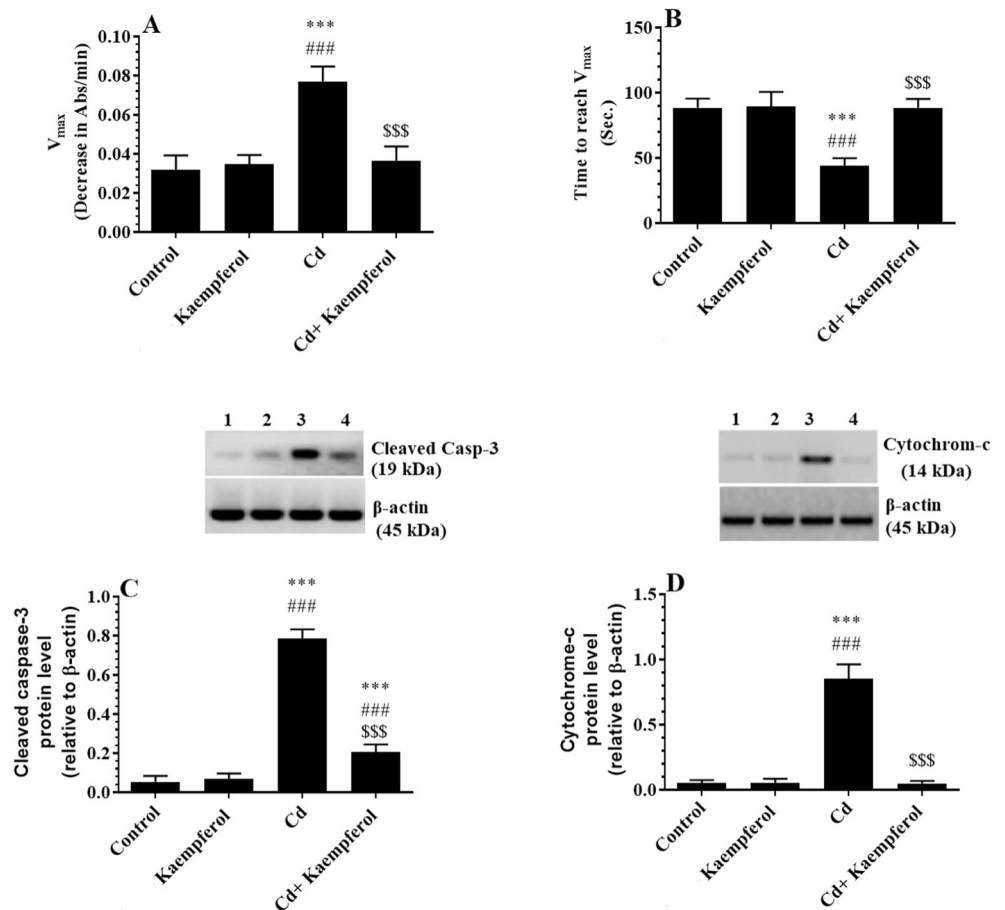 A
V_max
(Decrease in Abs/min)
0.10
0.08
0.06
0.04
0.02
0.00
***
###
$$$
Control
Kaempferol
Cd
Cd+ Kaempferol
B
Time to reach V_max
(Sec.)
150
100
50
0
***
###
$$$
Control
Kaempferol
Cd
Cd+ Kaempferol
1 2 3 4
Cleaved Casp-3
(19 kDa)
β-actin
(45 kDa)
1 2 3 4
Cytochrom-c
(14 kDa)
β-actin
(45 kDa)
C
Cleaved caspase-3
protein level
(relative to β-actin)
1.0
0.8
0.6
0.4
0.2
0.0
***
###
***
###
$$$
Control
Kaempferol
Cd
Cd+ Kaempferol
D
Cytochrome-c
protein level
(relative to β-actin)
1.5
1.0
0.5
0.0
***
###
$$$
Control
Kaempferol
Cd
Cd+ Kaempferol